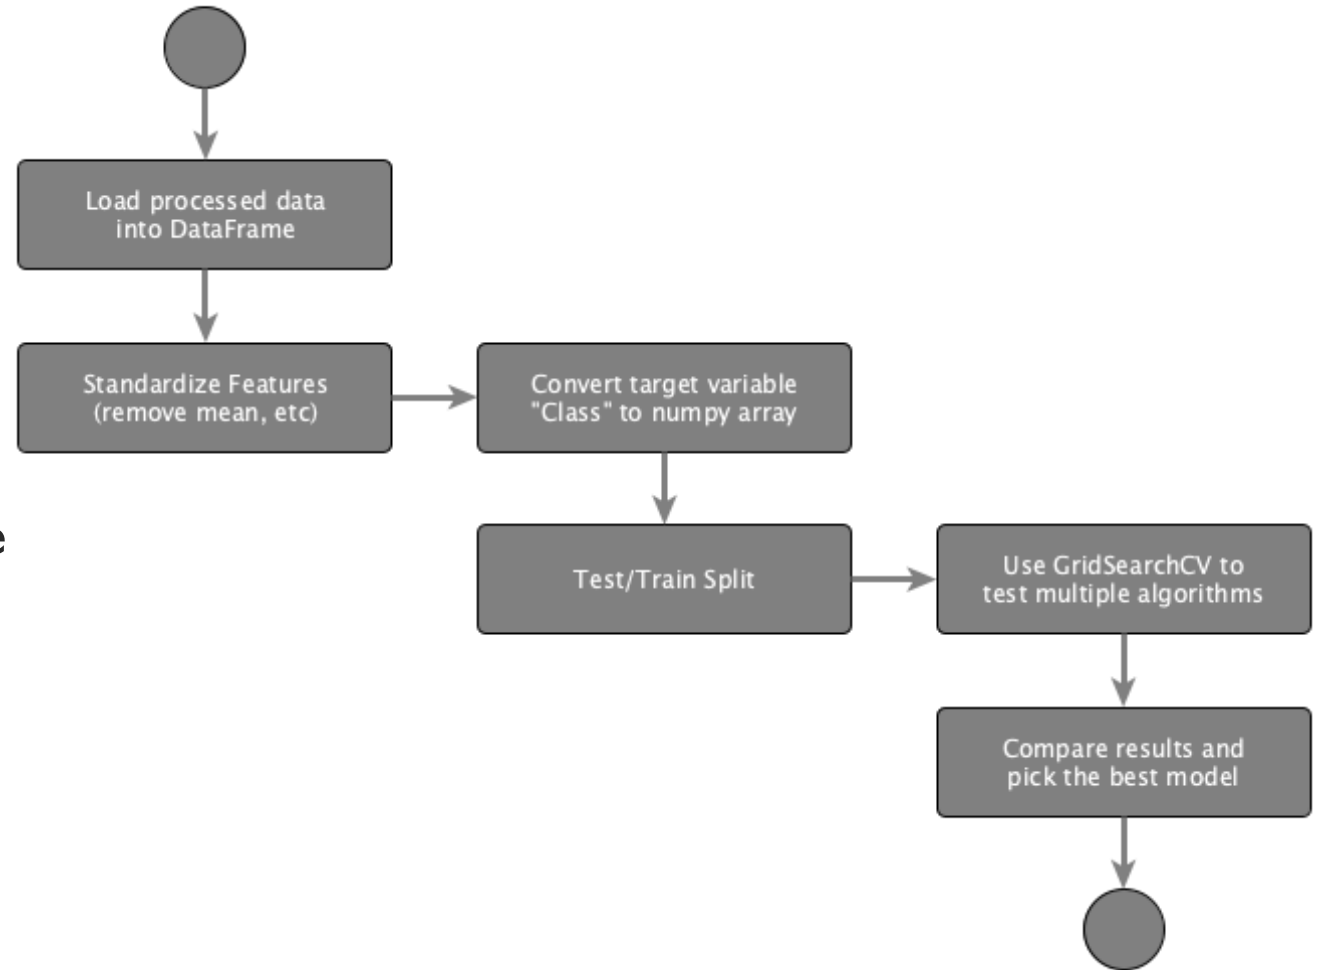 Load processed data
into DataFrame
Standardize Features
(remove mean, etc)
Convert target variable
"Class" to numpy array
e
Test/Train Split
Use GridSearchCV to
test multiple algorithms
Compare results and
pick the best model